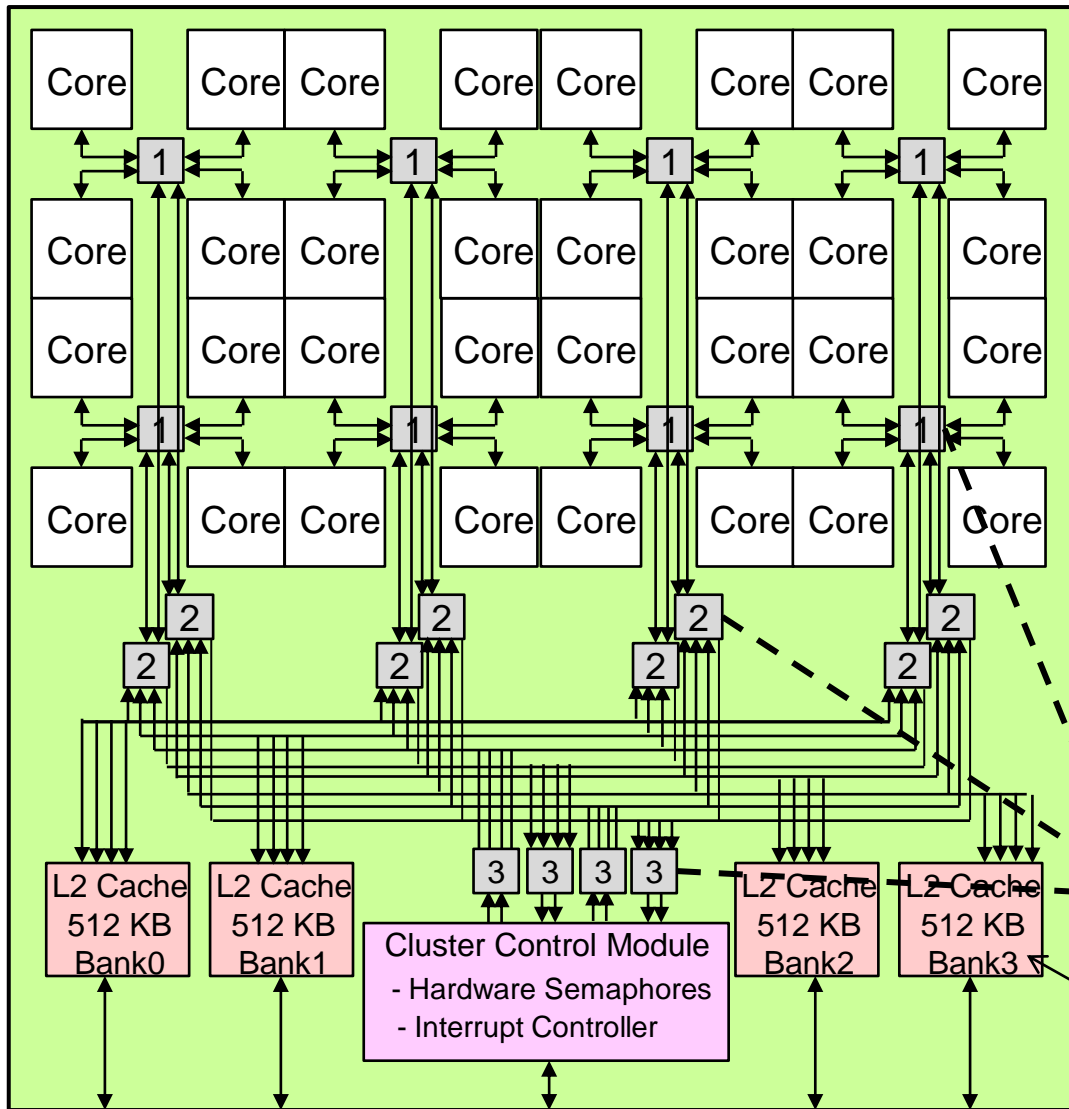 Core Core Core Core Core Core Core Core
1 1 1 1
Core Core Core Core Core Core Core Core
Core Core Core Core Core Core Core Core
1 1 1 1
Core Core Core Core Core Core Core Core
2 2 2 2
2 2 2 2
3 3 3 3
L2 Cache
512 KB
Bank0
L2 Cache
512 KB
Bank1
Cluster Control Module
- Hardware Semaphores
- Interrupt Controller
L2 Cache
512 KB
Bank2
L2 Cache
512 KB
Bank3